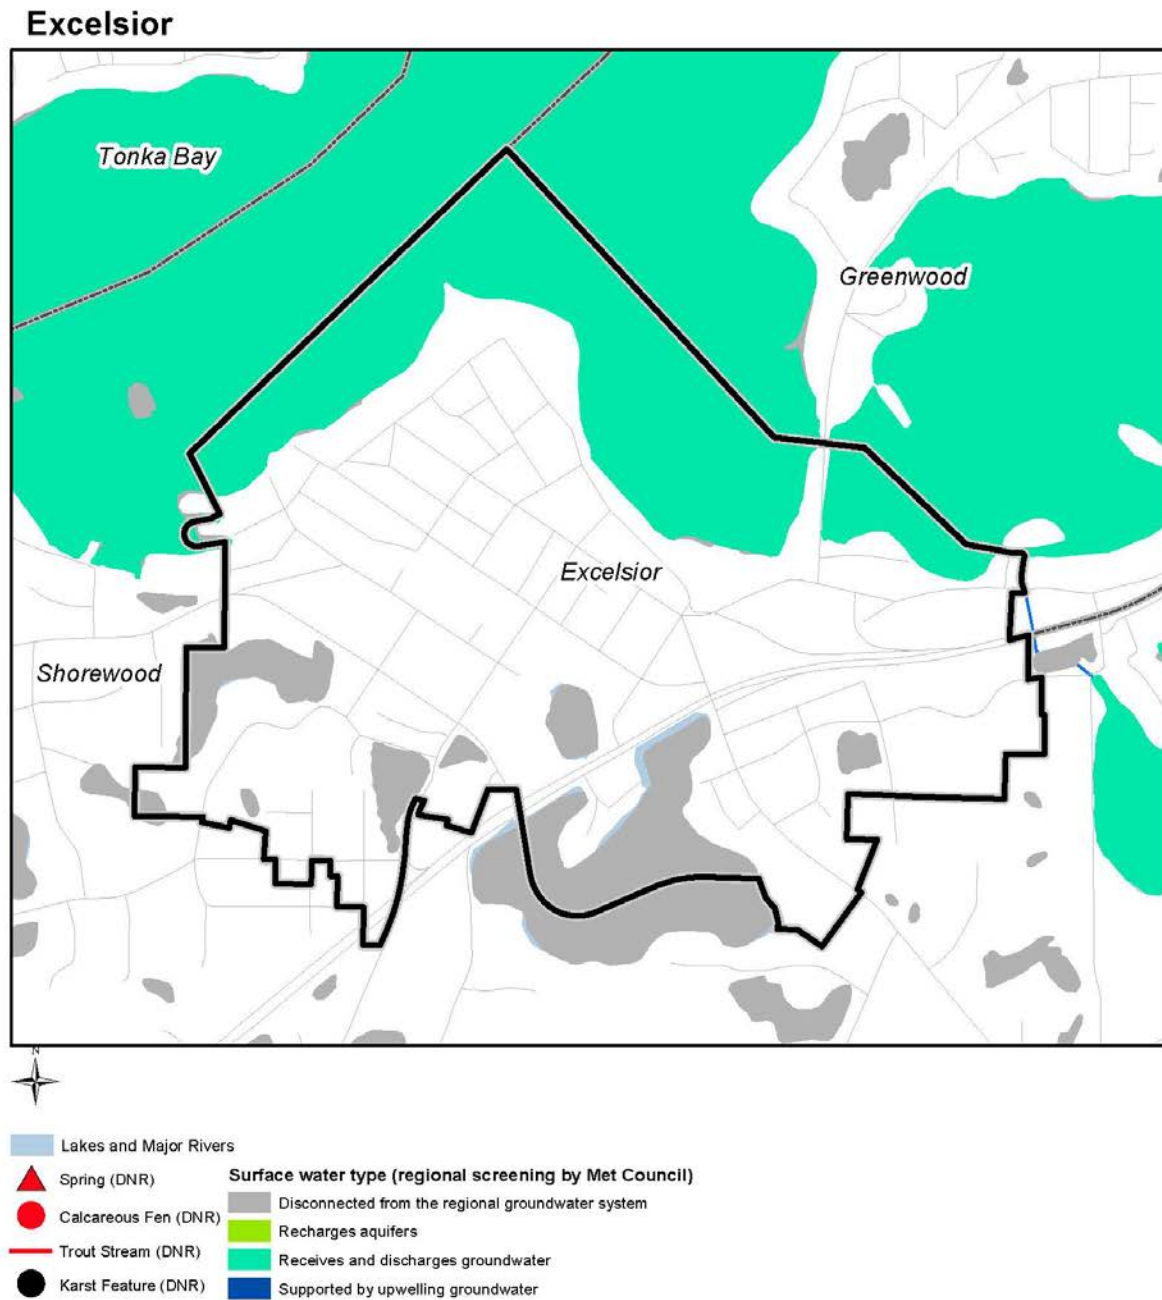 Excelsior
Tonka Bay
Greenwood
Excelsior
Shorewood
N
Lakes and Major Rivers
Spring (DNR)
Calcareous Fen (DNR)
Trout Stream (DNR)
Karst Feature (DNR)
Surface water type (regional screening by Met Council)
Disconnected from the regional groundwater system
Recharges aquifers
Receives and discharges groundwater
Supported by upwelling groundwater